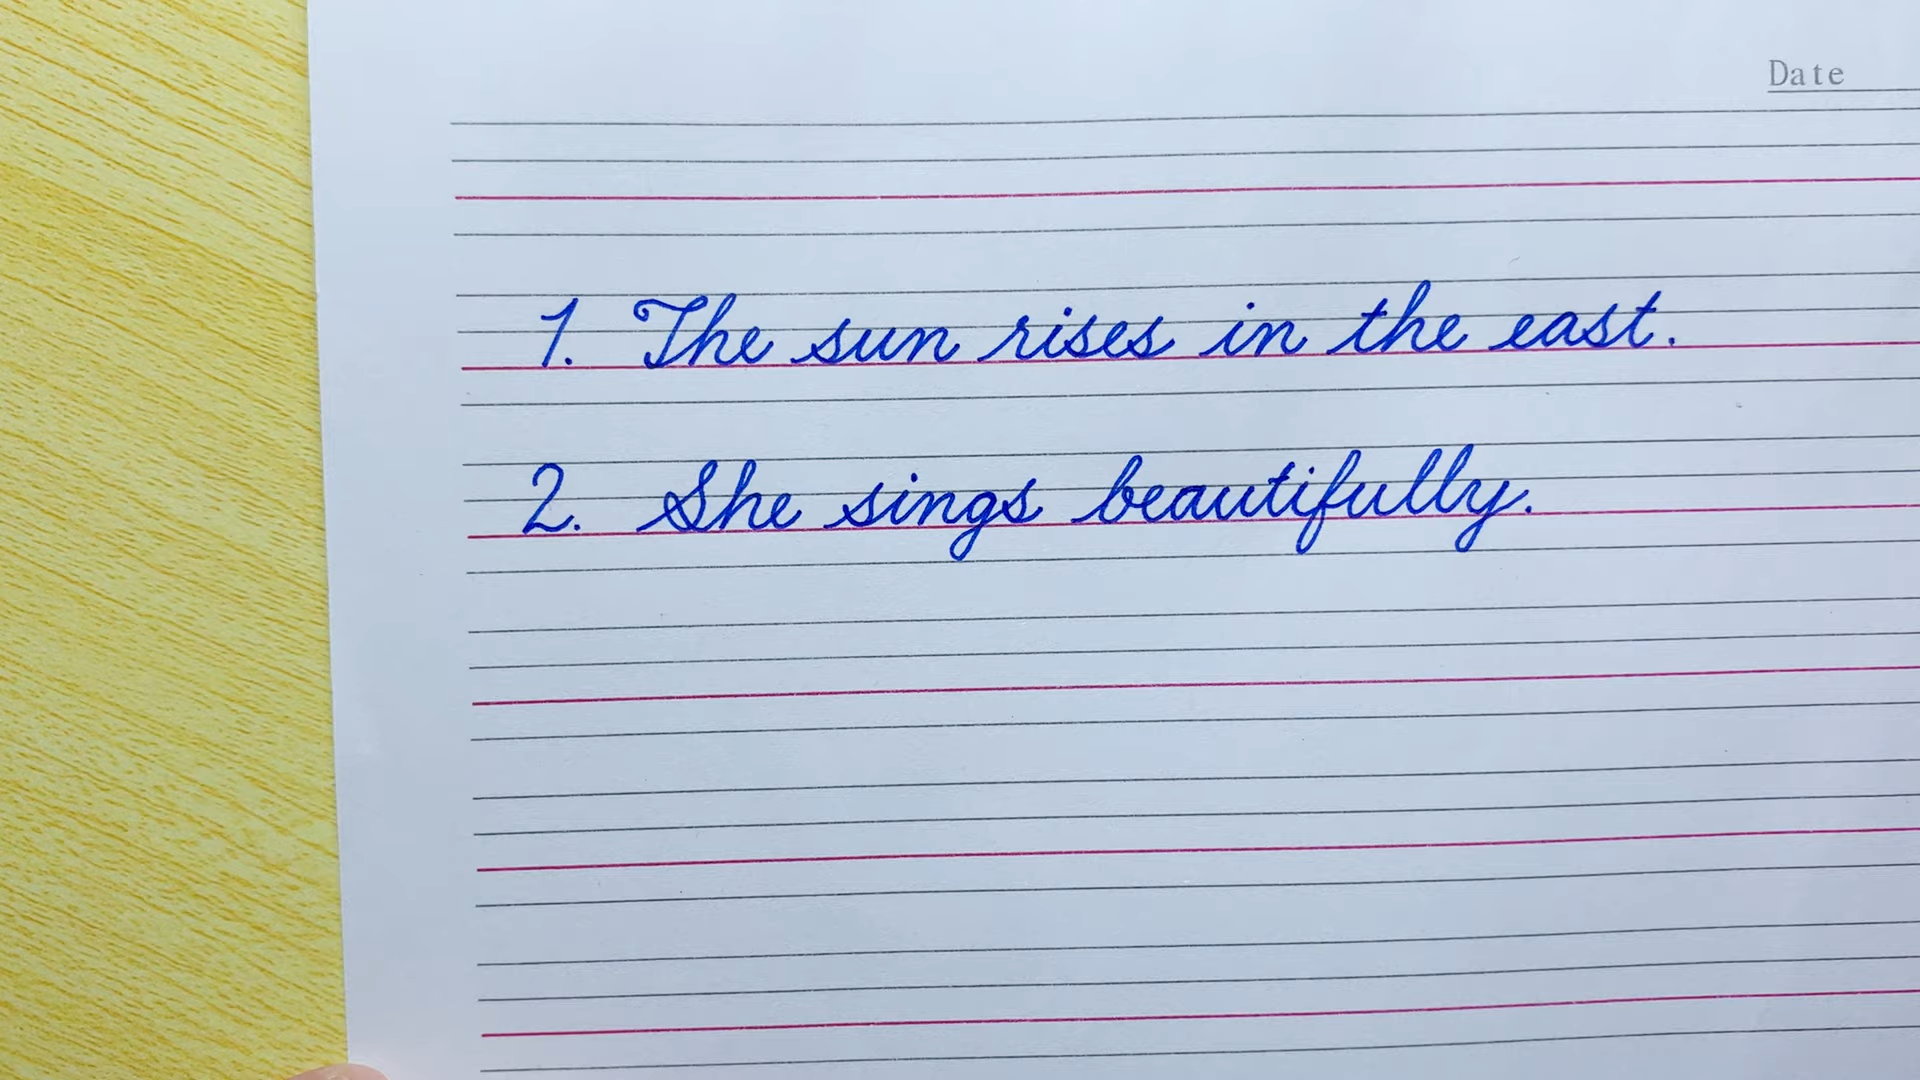 Date
1. The sun rises in the east.
2. She sings beautifully.